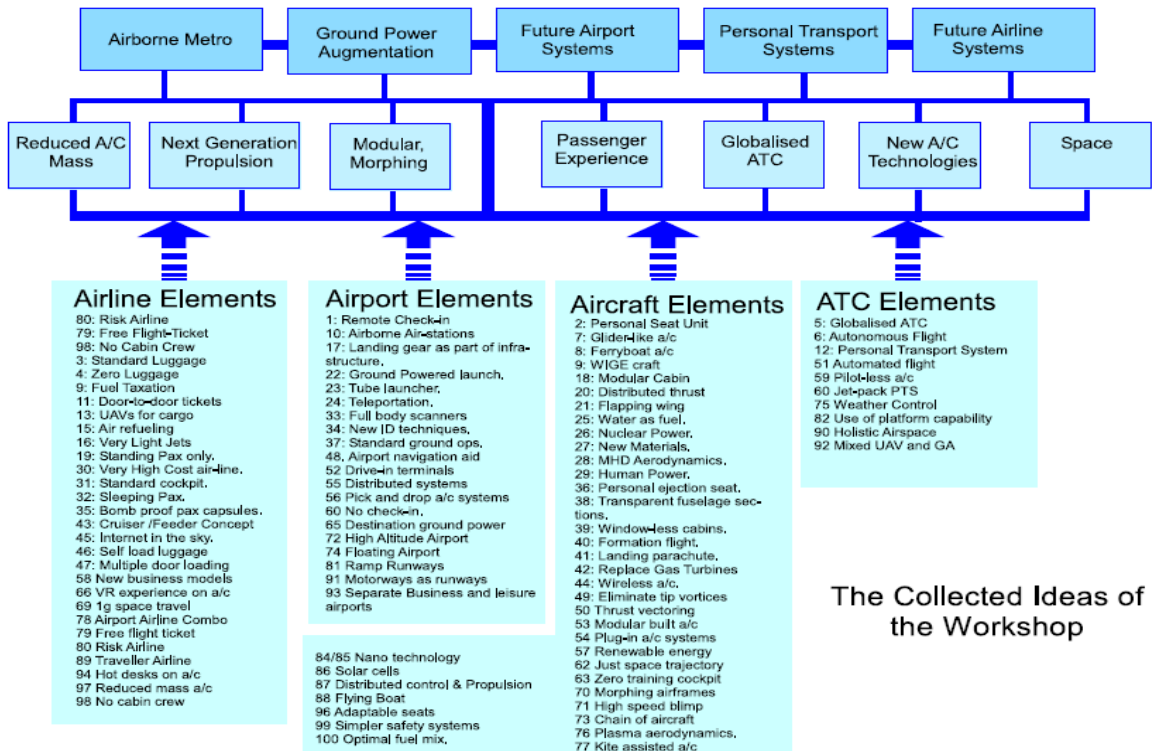 Airborne Metro
Ground Power
Augmentation
Future Airport
Systems
Personal Transport
Systems
Future Airline
Systems
Reduced A/C
Mass
Next Generation
Propulsion
Modular,
Morphing
Passenger
Experience
Globalised
ATC
New A/C
Technologies
Space
Airline Elements
80: Risk Airline
79: Free Flight-Ticket
98: No Cabin Crew
3: Standard Luggage
4: Zero Luggage
9: Fuel Taxation
11: Door-to-door tickets
13: UAVs for cargo
15: Air refueling
16: Very Light Jets
19: Standing Pax only.
30: Very High Cost air-line.
31: Standard cockpit.
32: Sleeping Pax.
35: Bomb proof pax capsules.
43: Cruiser /Feeder Concept
45: Internet in the sky.
46: Self load luggage
47: Multiple door loading
58 New business models
66 VR experience on a/c
69 1g space travel
78 Airport Airline Combo
79 Free flight ticket
80 Risk Airline
89 Traveller Airline
94 Hot desks on a/c
97 Reduced mass a/c
98 No cabin crew
Airport Elements
1: Remote Check-in
10: Airborne Air-stations
17: Landing gear as part of infra-
structure.
22: Ground Powered launch.
23: Tube launcher.
24: Teleportation.
33: Full body scanners
34: New ID techniques.
37: Standard ground ops.
48. Airport navigation aid
52 Drive-in terminals
55 Distributed systems
56 Pick and drop a/c systems
60 No check-in.
65 Destination ground power
72 High Altitude Airport
74 Floating Airport
81 Ramp Runways
91 Motorways as runways
93 Separate Business and leisure
airports
84/85 Nano technology
86 Solar cells
87 Distributed control & Propulsion
88 Flying Boat
96 Adaptable seats
99 Simpler safety systems
100 Optimal fuel mix.
Aircraft Elements
2: Personal Seat Unit
7: Glider-like a/c
8: Ferryboat a/c
9: WIGE craft
18: Modular Cabin
20: Distributed thrust
21: Flapping wing
25: Water as fuel.
26: Nuclear Power.
27: New Materials.
28: MHD Aerodynamics.
29: Human Power.
36: Personal ejection seat.
38: Transparent fuselage sec-
tions.
39: Window-less cabins.
40: Formation flight.
41: Landing parachute.
42: Replace Gas Turbines
44: Wireless a/c.
49: Eliminate tip vortices
50 Thrust vectoring
53 Modular built a/c
54 Plug-in a/c systems
57 Renewable energy
62 Just space trajectory
63 Zero training cockpit
70 Morphing airframes
71 High speed blimp
73 Chain of aircraft
76 Plasma aerodynamics.
77 Kite assisted a/c
ATC Elements
5: Globalised ATC
6: Autonomous Flight
12: Personal Transport System
51 Automated flight
59 Pilot-less a/c
60 Jet-pack PTS
75 Weather Control
82 Use of platform capability
90 Holistic Airspace
92 Mixed UAV and GA
The Collected Ideas of
the Workshop